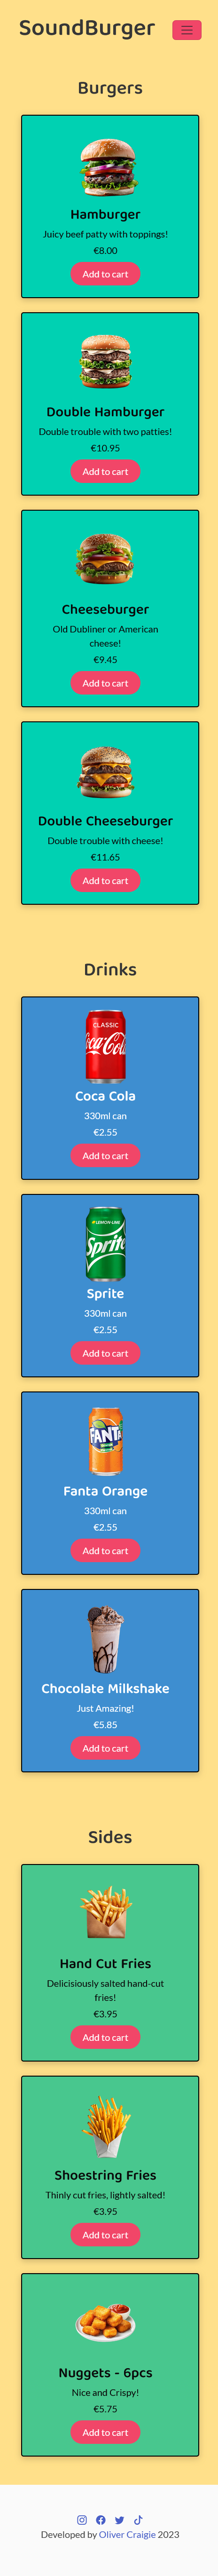 SoundBurger
Burgers
Hamburger
Juicy beef patty with toppings!
€8.00
Add to cart
Double Hamburger
Double trouble with two patties!
€10.95
Add to cart
Cheeseburger
Old Dubliner or American
cheese!
€9.45
Add to cart
Double Cheeseburger
Double trouble with cheese!
€11.65
Add to cart
Drinks
CLASSIC
Coca-Cola
Coca Cola
330ml can
€2.55
Add to cart
LEMON-LIME
Sprite
Sprite
330ml can
€2.55
Add to cart
FANTA
Fanta Orange
330ml can
€2.55
Add to cart
Chocolate Milkshake
Just Amazing!
€5.85
Add to cart
Sides
Hand Cut Fries
Delicisiously salted hand-cut
fries!
€3.95
Add to cart
Shoestring Fries
Thinly cut fries, lightly salted!
€3.95
Add to cart
Nuggets - 6pcs
Nice and Crispy!
€5.75
Add to cart
Developed by Oliver Craigie 2023